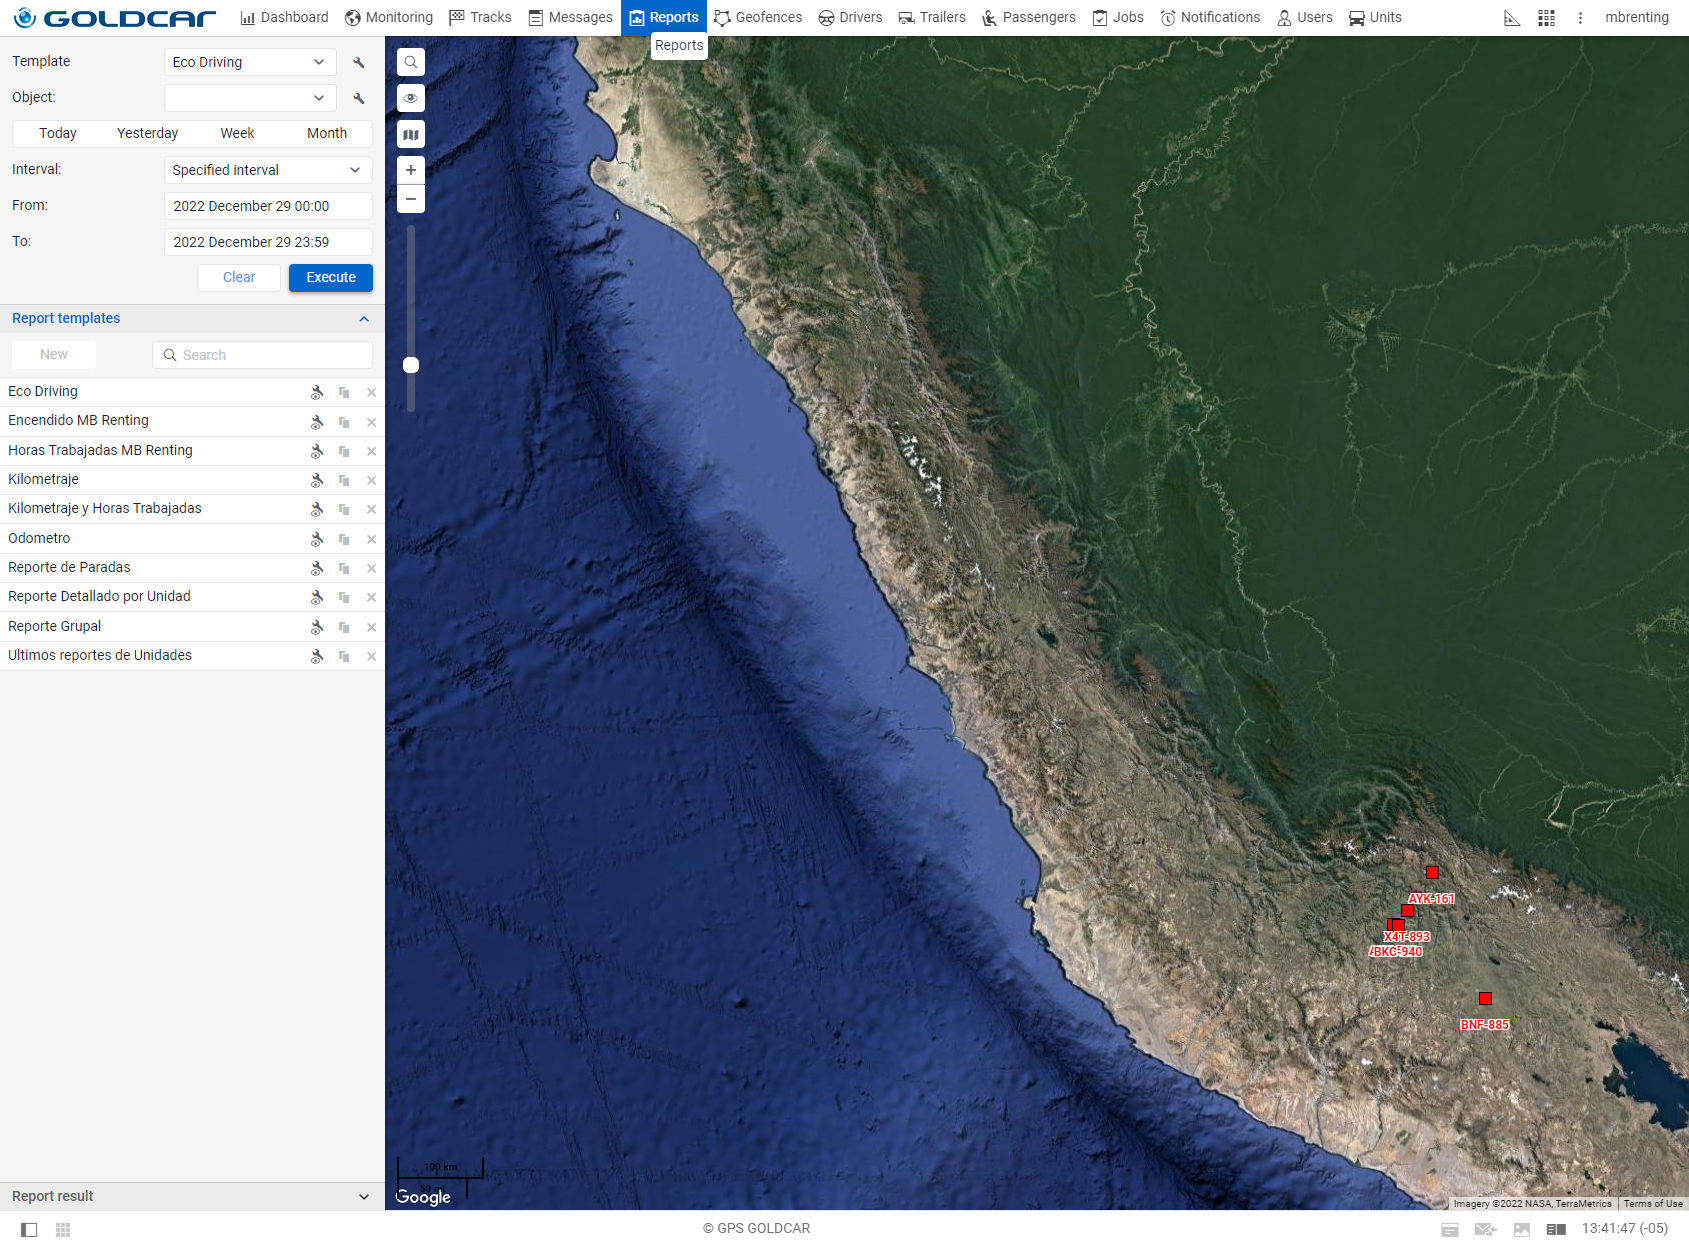 GOLDCAR Dashboard Monitoring Tracks Messages Reports Geofences Drivers Trailers Passengers Jobs Notifications Users Units mbrenting
Reports
Template Eco Driving
Object:
Today Yesterday Week Month
Interval: Specified interval
From: 2022 December 29 00:00
To: 2022 December 29 23:59
Clear Execute
Report templates
New Search
Eco Driving
Encendido MB Renting
Horas Trabajadas MB Renting
Kilometraje
Kilometraje y Horas Trabajadas
Odometro
Reporte de Paradas
Reporte Detallado por Unidad
Reporte Grupal
Ultimos reportes de Unidades
AYK-161
X4T-893
BKC-940
BNF-885
100 km
50 mi
Google
Imagery ©2022 NASA, TerraMetrics Terms of Use
Report result
© GPS GOLDCAR
13:41:47 (-05)